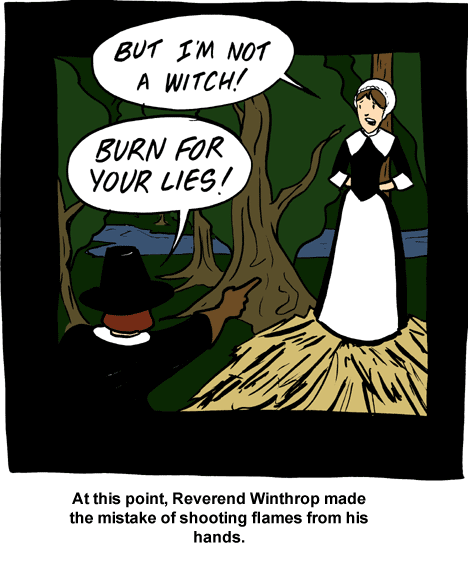 BUT I'M NOT
A WITCH!
BURN FOR
YOUR LIES!
At this point, Reverend Winthrop made
the mistake of shooting flames from his
hands.